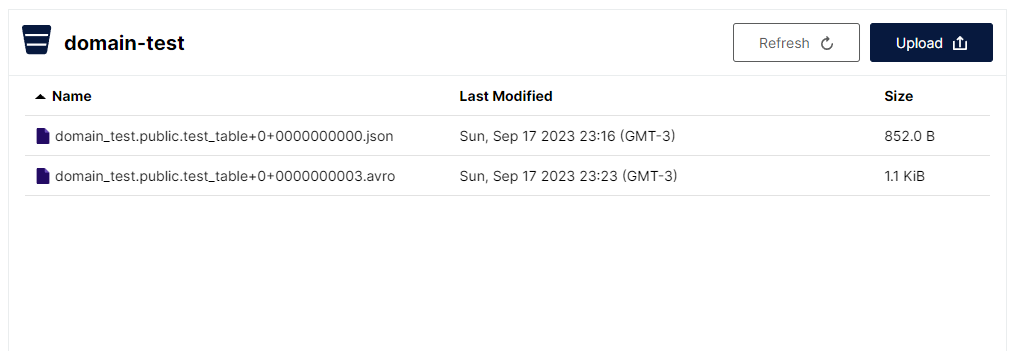 domain-test
Refresh
Upload
Name Last Modified Size
domain_test.public.test_table+0+0000000000.json Sun, Sep 17 2023 23:16 (GMT-3) 852.0 B
domain_test.public.test_table+0+0000000003.avro Sun, Sep 17 2023 23:23 (GMT-3) 1.1 KiB